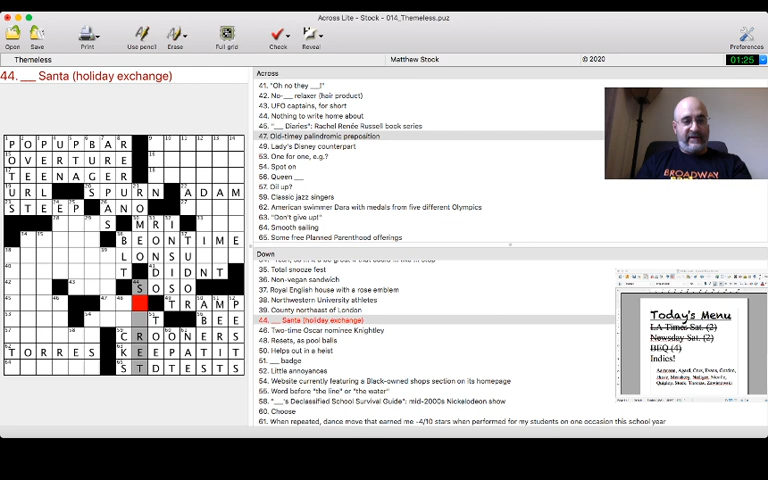 Across Lite - Stock - 014_Themeless.puz
Open
Save
Print
Use pencil
Erase
Full grid
Check
Reveal
Preferences
Themeless
Matthew Stock
© 2020
01:25
44. ___ Santa (holiday exchange)
Across
41. "Oh no they ___!"
42. No-___ relaxer (hair product)
43. UFO captains, for short
44. Nothing to write home about
45. "___ Diaries": Rachel Renée Russell book series
47. Old-timey palindromic preposition
49. Lady's Disney counterpart
53. One for one, e.g.?
54. Spot on
56. Queen ___
57. Oil up?
59. Classic jazz singers
62. American swimmer Dara with medals from five different Olympics
63. "Don't give up!"
64. Smooth sailing
65. Some free Planned Parenthood offerings
Down
35. Total snooze fest
36. Non-vegan sandwich
37. Royal English house with a rose emblem
38. Northwestern University athletes
39. County northeast of London
44. ___ Santa (holiday exchange)
46. Two-time Oscar nominee Knightley
48. Resets, as pool balls
50. Helps out in a heist
51. ___ badge
52. Little annoyances
54. Website currently featuring a Black-owned shops section on its homepage
55. Word before "the line" or "the water"
58. "___'s Declassified School Survival Guide": mid-2000s Nickelodeon show
60. Choose
61. When repeated, dance move that earned me -4/10 stars when performed for my students on one occasion this school year
POPUPBAR
OVERTURE
TEENAGER
URL SPURN ADAM
STEEP ANO
S MRI
BEONTIME
LON
T DIDNT
SOSO
TRAMP
E T BEE
CROONERS
TORRES KEEPATIT
STDTESTS
BROADWAY
Today's Menu
LA Times Sat. (2)
Newsday Sat. (2)
BEQ (4)
Indies!